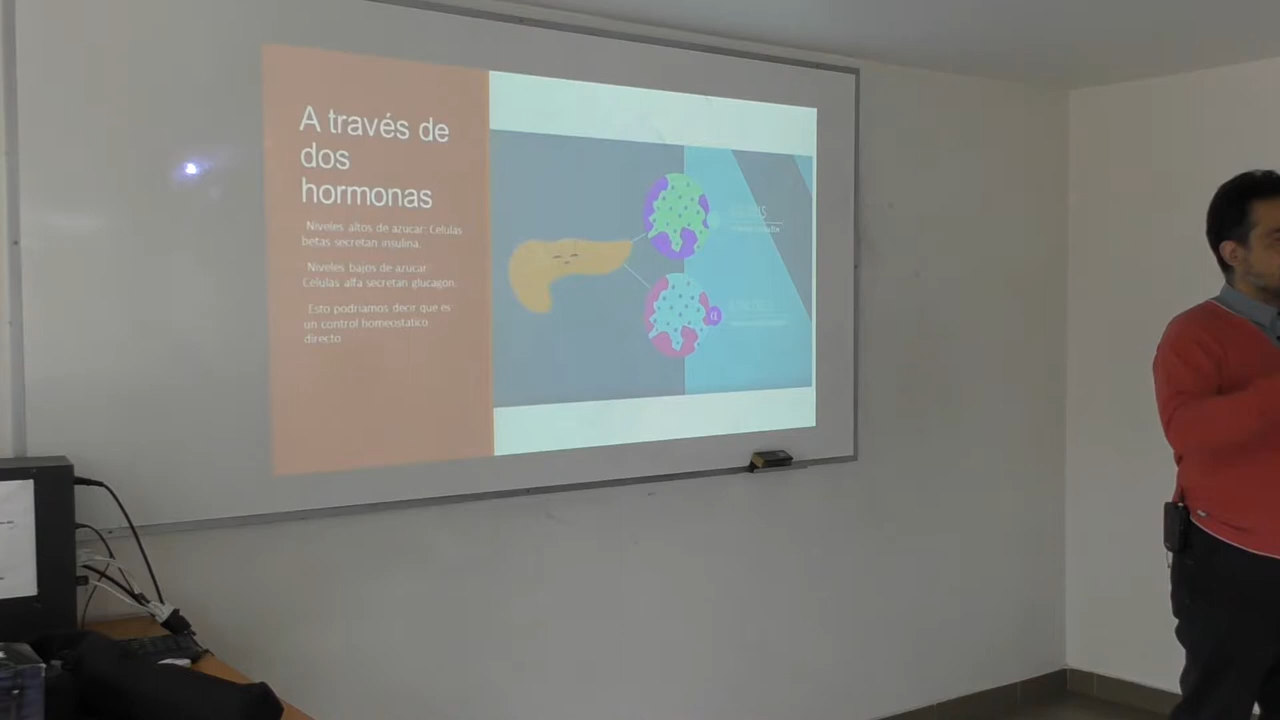 A través de
dos
hormonas
Niveles altos de azucar: Celulas
betas secretan insulina.
Niveles bajos de azucar:
Celulas alfa secretan glucagon.
Esto podriamos decir que es
un control homeostatico
directo
α